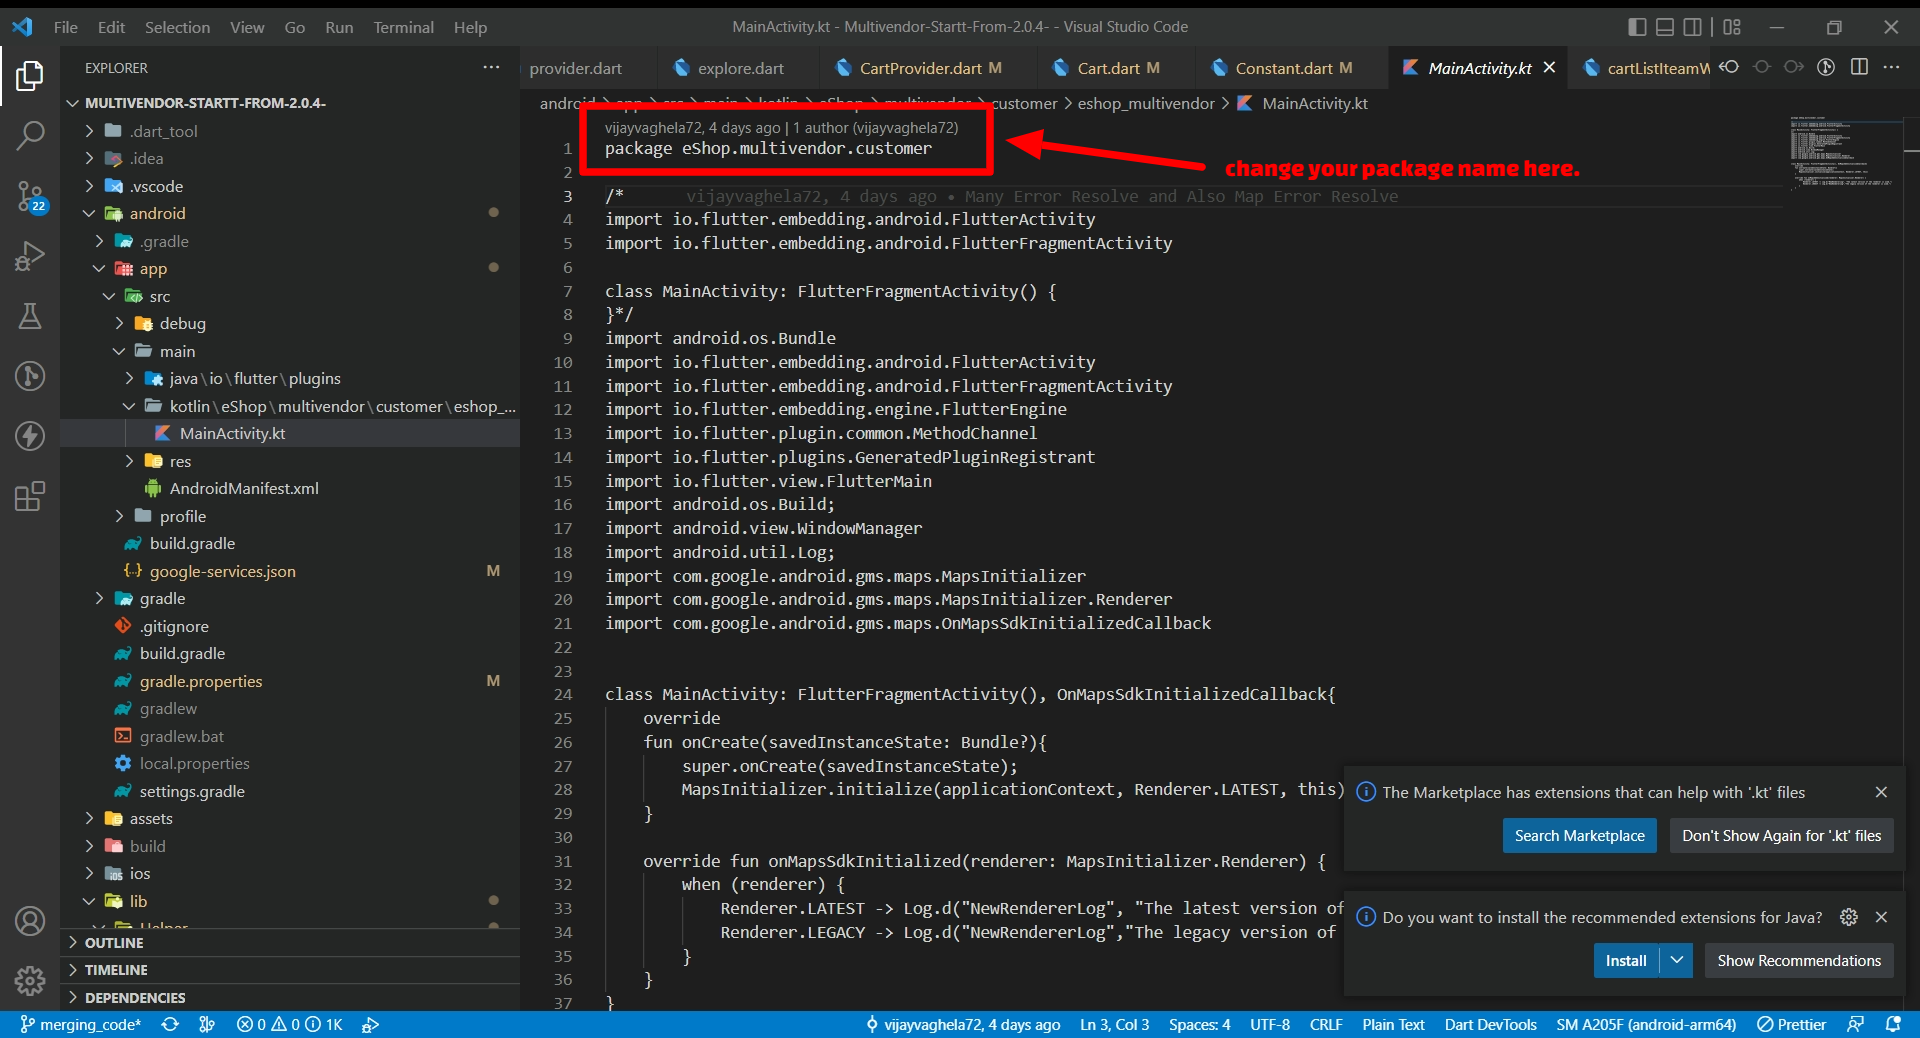 File Edit Selection View Go Run Terminal Help
MainActivity.kt - Multivendor-Startt-From-2.0.4- - Visual Studio Code
EXPLORER
provider.dart
explore.dart
CartProvider.dart M
Cart.dart M
Constant.dart M
MainActivity.kt
cartListIteamW
MULTIVENDOR-STARTT-FROM-2.0.4-
.dart_tool
.idea
.vscode
android
.gradle
app
src
debug
main
java\io\flutter\plugins
kotlin\eShop\multivendor\customer\eshop_...
MainActivity.kt
res
AndroidManifest.xml
profile
build.gradle
google-services.json M
gradle
.gitignore
build.gradle
gradle.properties M
gradlew
gradlew.bat
local.properties
settings.gradle
assets
build
ios
lib
Helper
OUTLINE
TIMELINE
DEPENDENCIES
22
android > app > src > main > kotlin > eShop > multivendor > customer > eshop_multivendor > MainActivity.kt
vijayvaghela72, 4 days ago | 1 author (vijayvaghela72)
1 package eShop.multivendor.customer
change your package name here.
2
3 /* vijayvaghela72, 4 days ago • Many Error Resolve and Also Map Error Resolve
4 import io.flutter.embedding.android.FlutterActivity
5 import io.flutter.embedding.android.FlutterFragmentActivity
6
7 class MainActivity: FlutterFragmentActivity() {
8 }*/
9 import android.os.Bundle
10 import io.flutter.embedding.android.FlutterActivity
11 import io.flutter.embedding.android.FlutterFragmentActivity
12 import io.flutter.embedding.engine.FlutterEngine
13 import io.flutter.plugin.common.MethodChannel
14 import io.flutter.plugins.GeneratedPluginRegistrant
15 import io.flutter.view.FlutterMain
16 import android.os.Build;
17 import android.view.WindowManager
18 import android.util.Log;
19 import com.google.android.gms.maps.MapsInitializer
20 import com.google.android.gms.maps.MapsInitializer.Renderer
21 import com.google.android.gms.maps.OnMapsSdkInitializedCallback
22
23
24 class MainActivity: FlutterFragmentActivity(), OnMapsSdkInitializedCallback{
25 override
26 fun onCreate(savedInstanceState: Bundle?){
27 super.onCreate(savedInstanceState);
28 MapsInitializer.initialize(applicationContext, Renderer.LATEST, this)
29 }
30
31 override fun onMapsSdkInitialized(renderer: MapsInitializer.Renderer) {
32 when (renderer) {
33 Renderer.LATEST -> Log.d("NewRendererLog", "The latest version of
34 Renderer.LEGACY -> Log.d("NewRendererLog","The legacy version of
35 }
36 }
37 }
The Marketplace has extensions that can help with '.kt' files
Search Marketplace
Don't Show Again for '.kt' files
Do you want to install the recommended extensions for Java?
Install
Show Recommendations
merging_code* 0 0 1K
vijayvaghela72, 4 days ago Ln 3, Col 3 Spaces: 4 UTF-8 CRLF Plain Text Dart DevTools SM A205F (android-arm64) Prettier